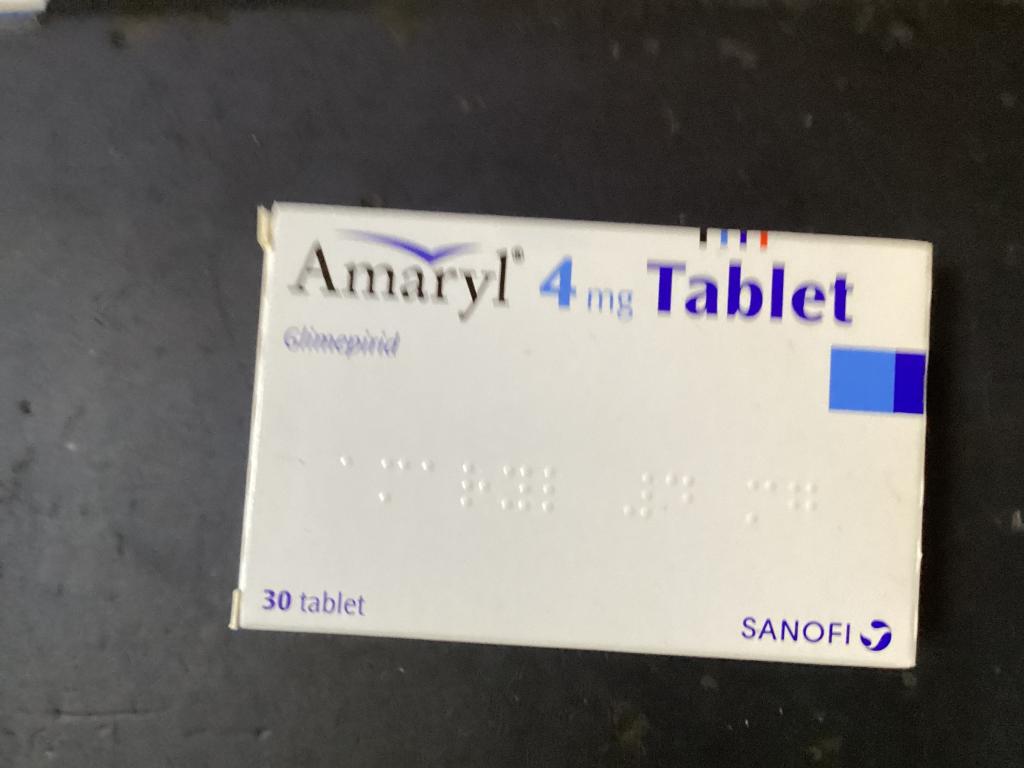 Amaryl® 4 mg Tablet
Glimepirid
30 tablet
SANOFI